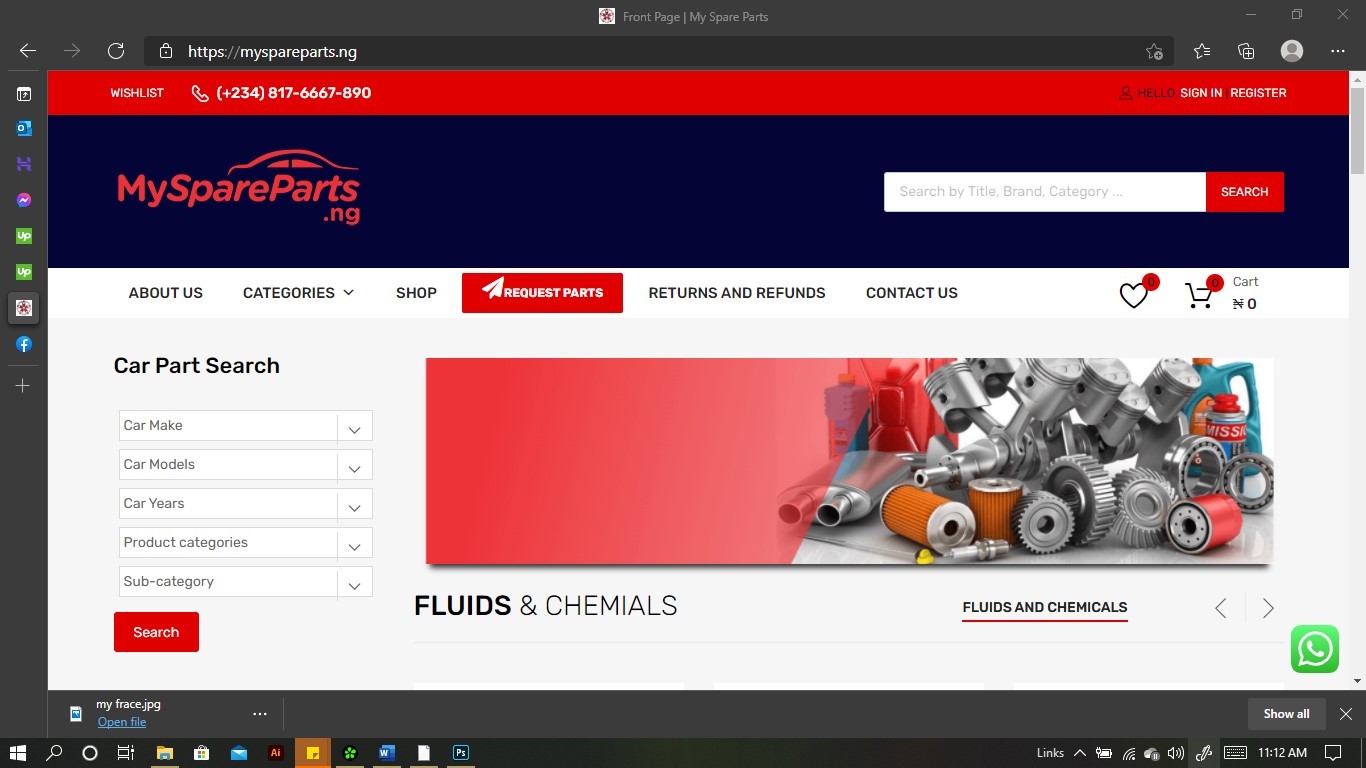 Front Page | My Spare Parts
https://myspareparts.ng
WISHLIST (+234) 817-6667-890 HELLO SIGN IN | REGISTER
MySpareParts
.ng
Search by Title, Brand, Category ... SEARCH
ABOUT US CATEGORIES SHOP REQUEST PARTS RETURNS AND REFUNDS CONTACT US 0 0 Cart
₦ 0
Car Part Search
Car Make
Car Models
Car Years
Product categories
Sub-category
Search
MISSI
FLUIDS & CHEMIALS FLUIDS AND CHEMICALS
my frace.jpg
Open file
Show all
Ai W Ps Links 11:12 AM